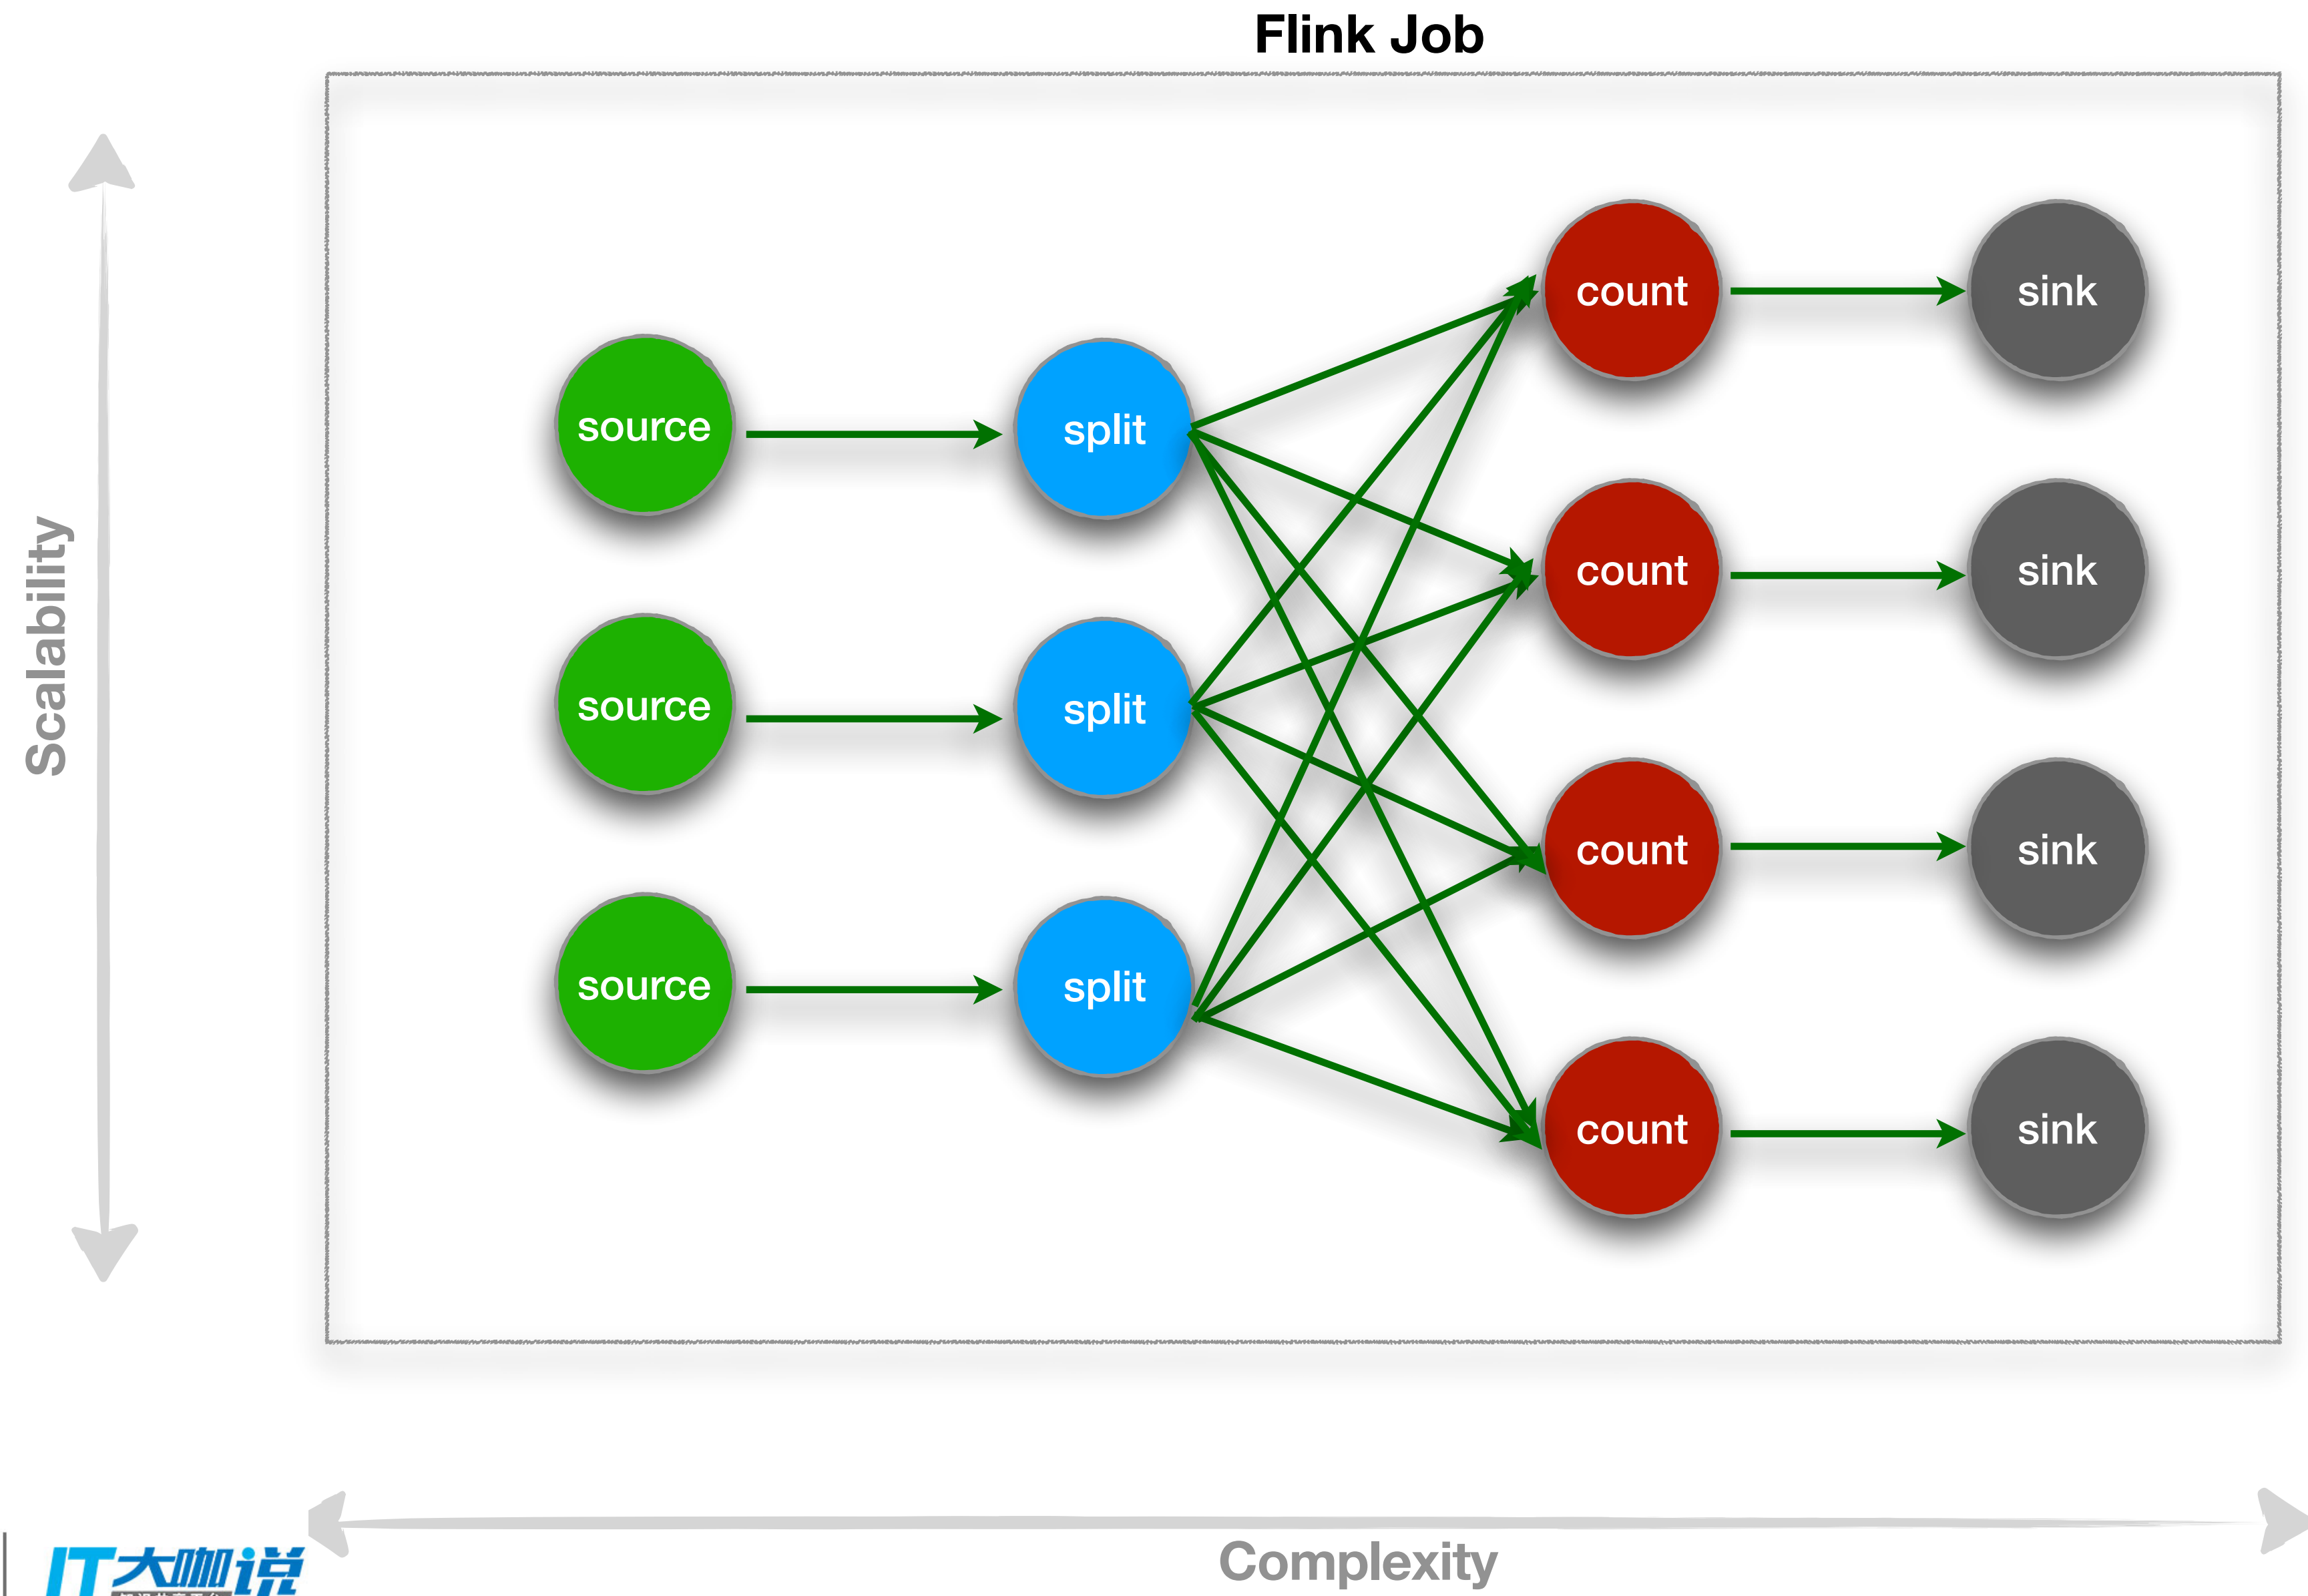 Flink Job
Scalability
count sink
source split
count sink
source split
count sink
source split
count sink
Complexity
IT大咖说